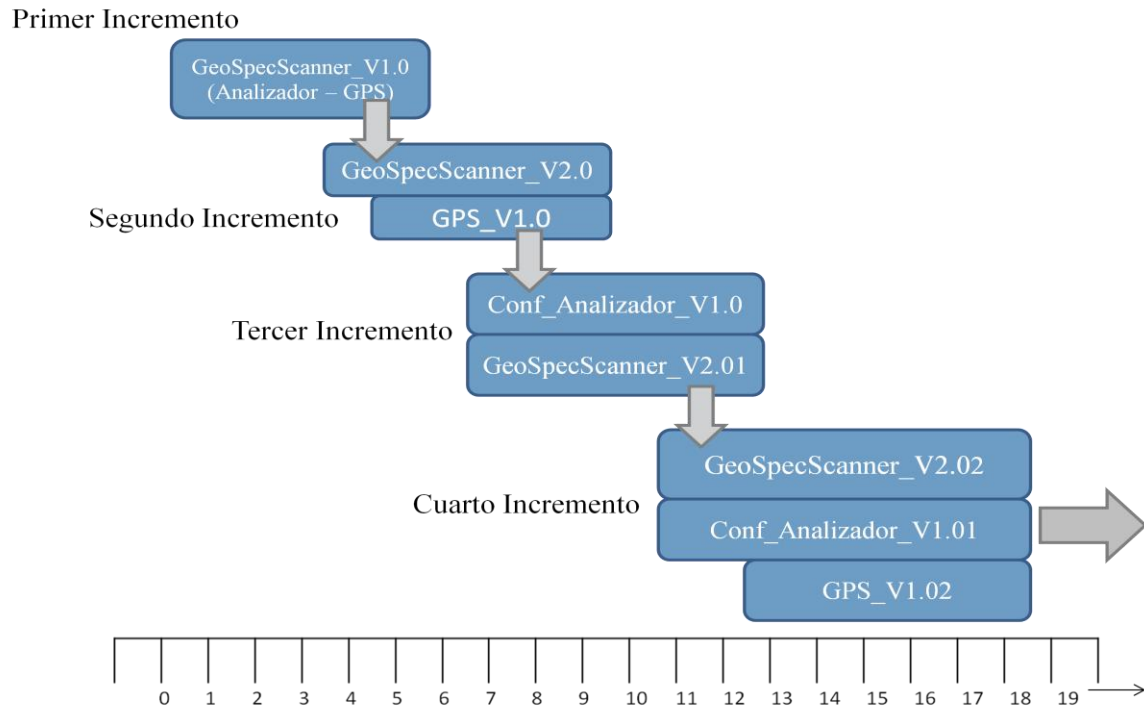 Primer Incremento
GeoSpecScanner_V1.0
(Analizador – GPS)
GeoSpecScanner_V2.0
Segundo Incremento
GPS_V1.0
Conf_Analizador_V1.0
Tercer Incremento
GeoSpecScanner_V2.01
GeoSpecScanner_V2.02
Cuarto Incremento
Conf_Analizador_V1.01
GPS_V1.02
0 1 2 3 4 5 6 7 8 9 10 11 12 13 14 15 16 17 18 19